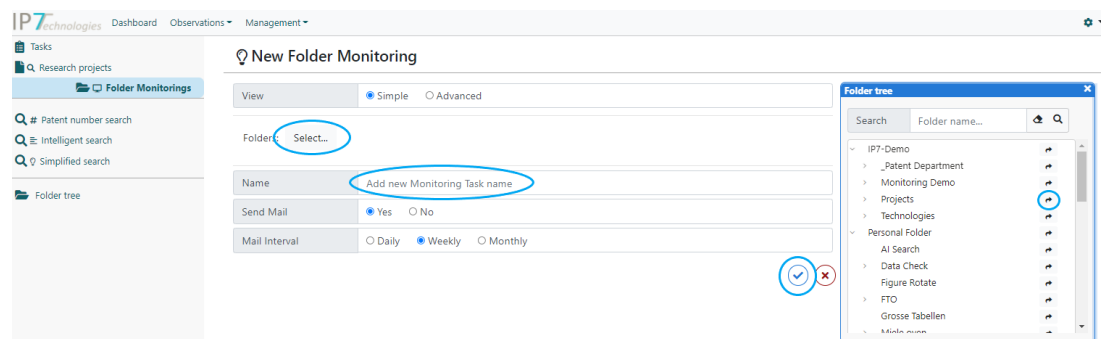 IP7 Technologies Dashboard Observations Management
Tasks
Research projects
Folder Monitorings
# Patent number search
Intelligent search
Simplified search
Folder tree
New Folder Monitoring
View Simple Advanced
Folders: Select...
Name Add new Monitoring Task name
Send Mail Yes No
Mail Interval Daily Weekly Monthly
Folder tree
Search Folder name...
IP7-Demo
_Patent Department
Monitoring Demo
Projects
Technologies
Personal Folder
AI Search
Data Check
Figure Rotate
FTO
Grosse Tabellen